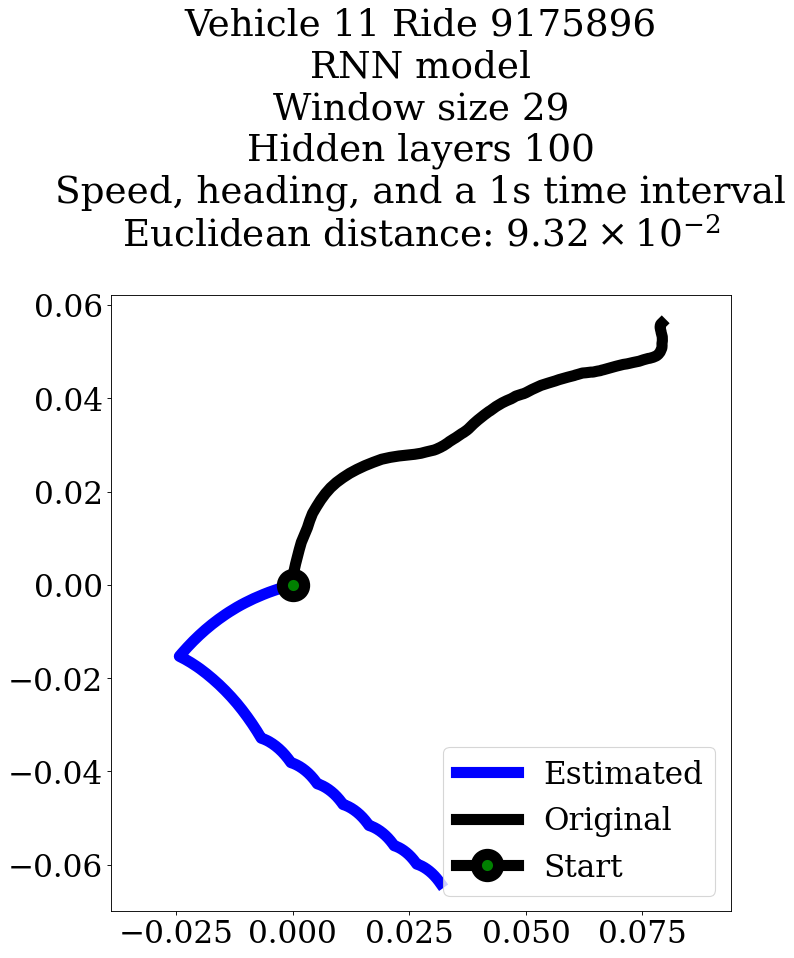 Vehicle 11 Ride 9175896
RNN model
Window size 29
Hidden layers 100
Speed, heading, and a 1s time interval
Euclidean distance: 9.32 × 10⁻²
0.06
0.04
0.02
0.00
−0.02
−0.04
−0.06
Estimated
Original
Start
−0.025 0.000 0.025 0.050 0.075